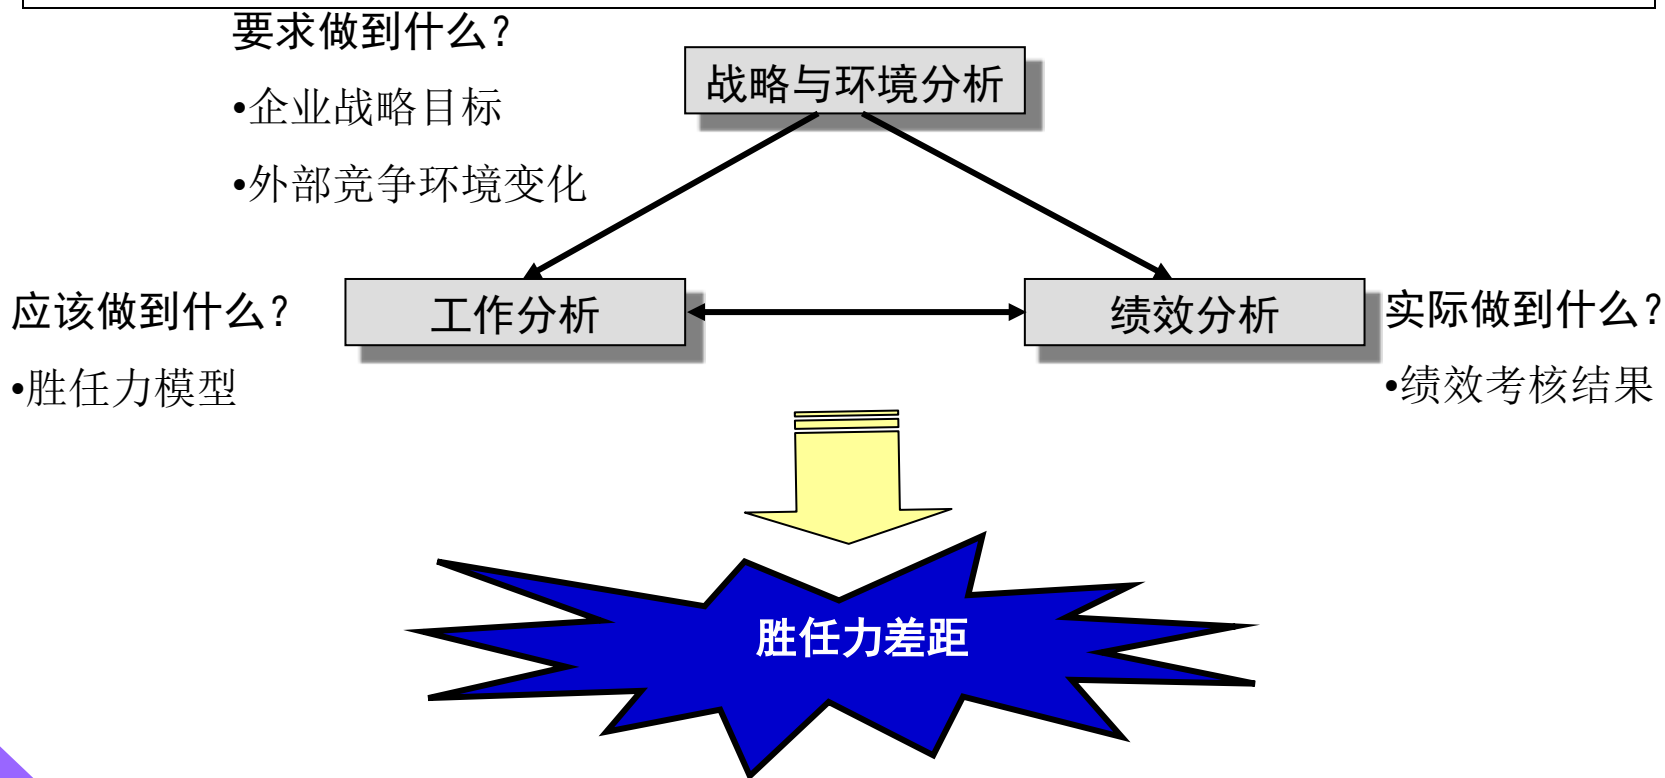 要求做到什么？
•企业战略目标
•外部竞争环境变化
战略与环境分析
应该做到什么？
•胜任力模型
工作分析
绩效分析
实际做到什么？
•绩效考核结果
胜任力差距